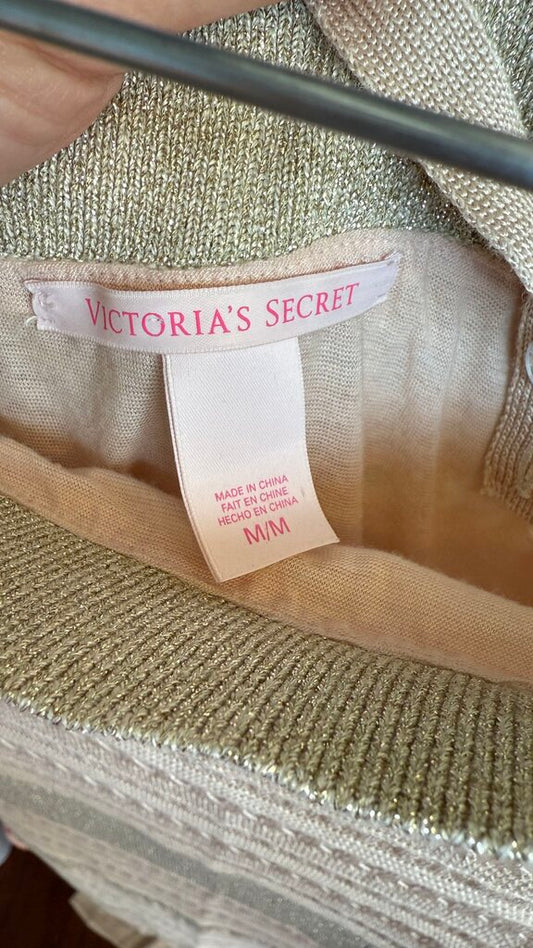 VICTORIA'S SECRET
MADE IN CHINA
FAIT EN CHINE
HECHO EN CHINA
M/M